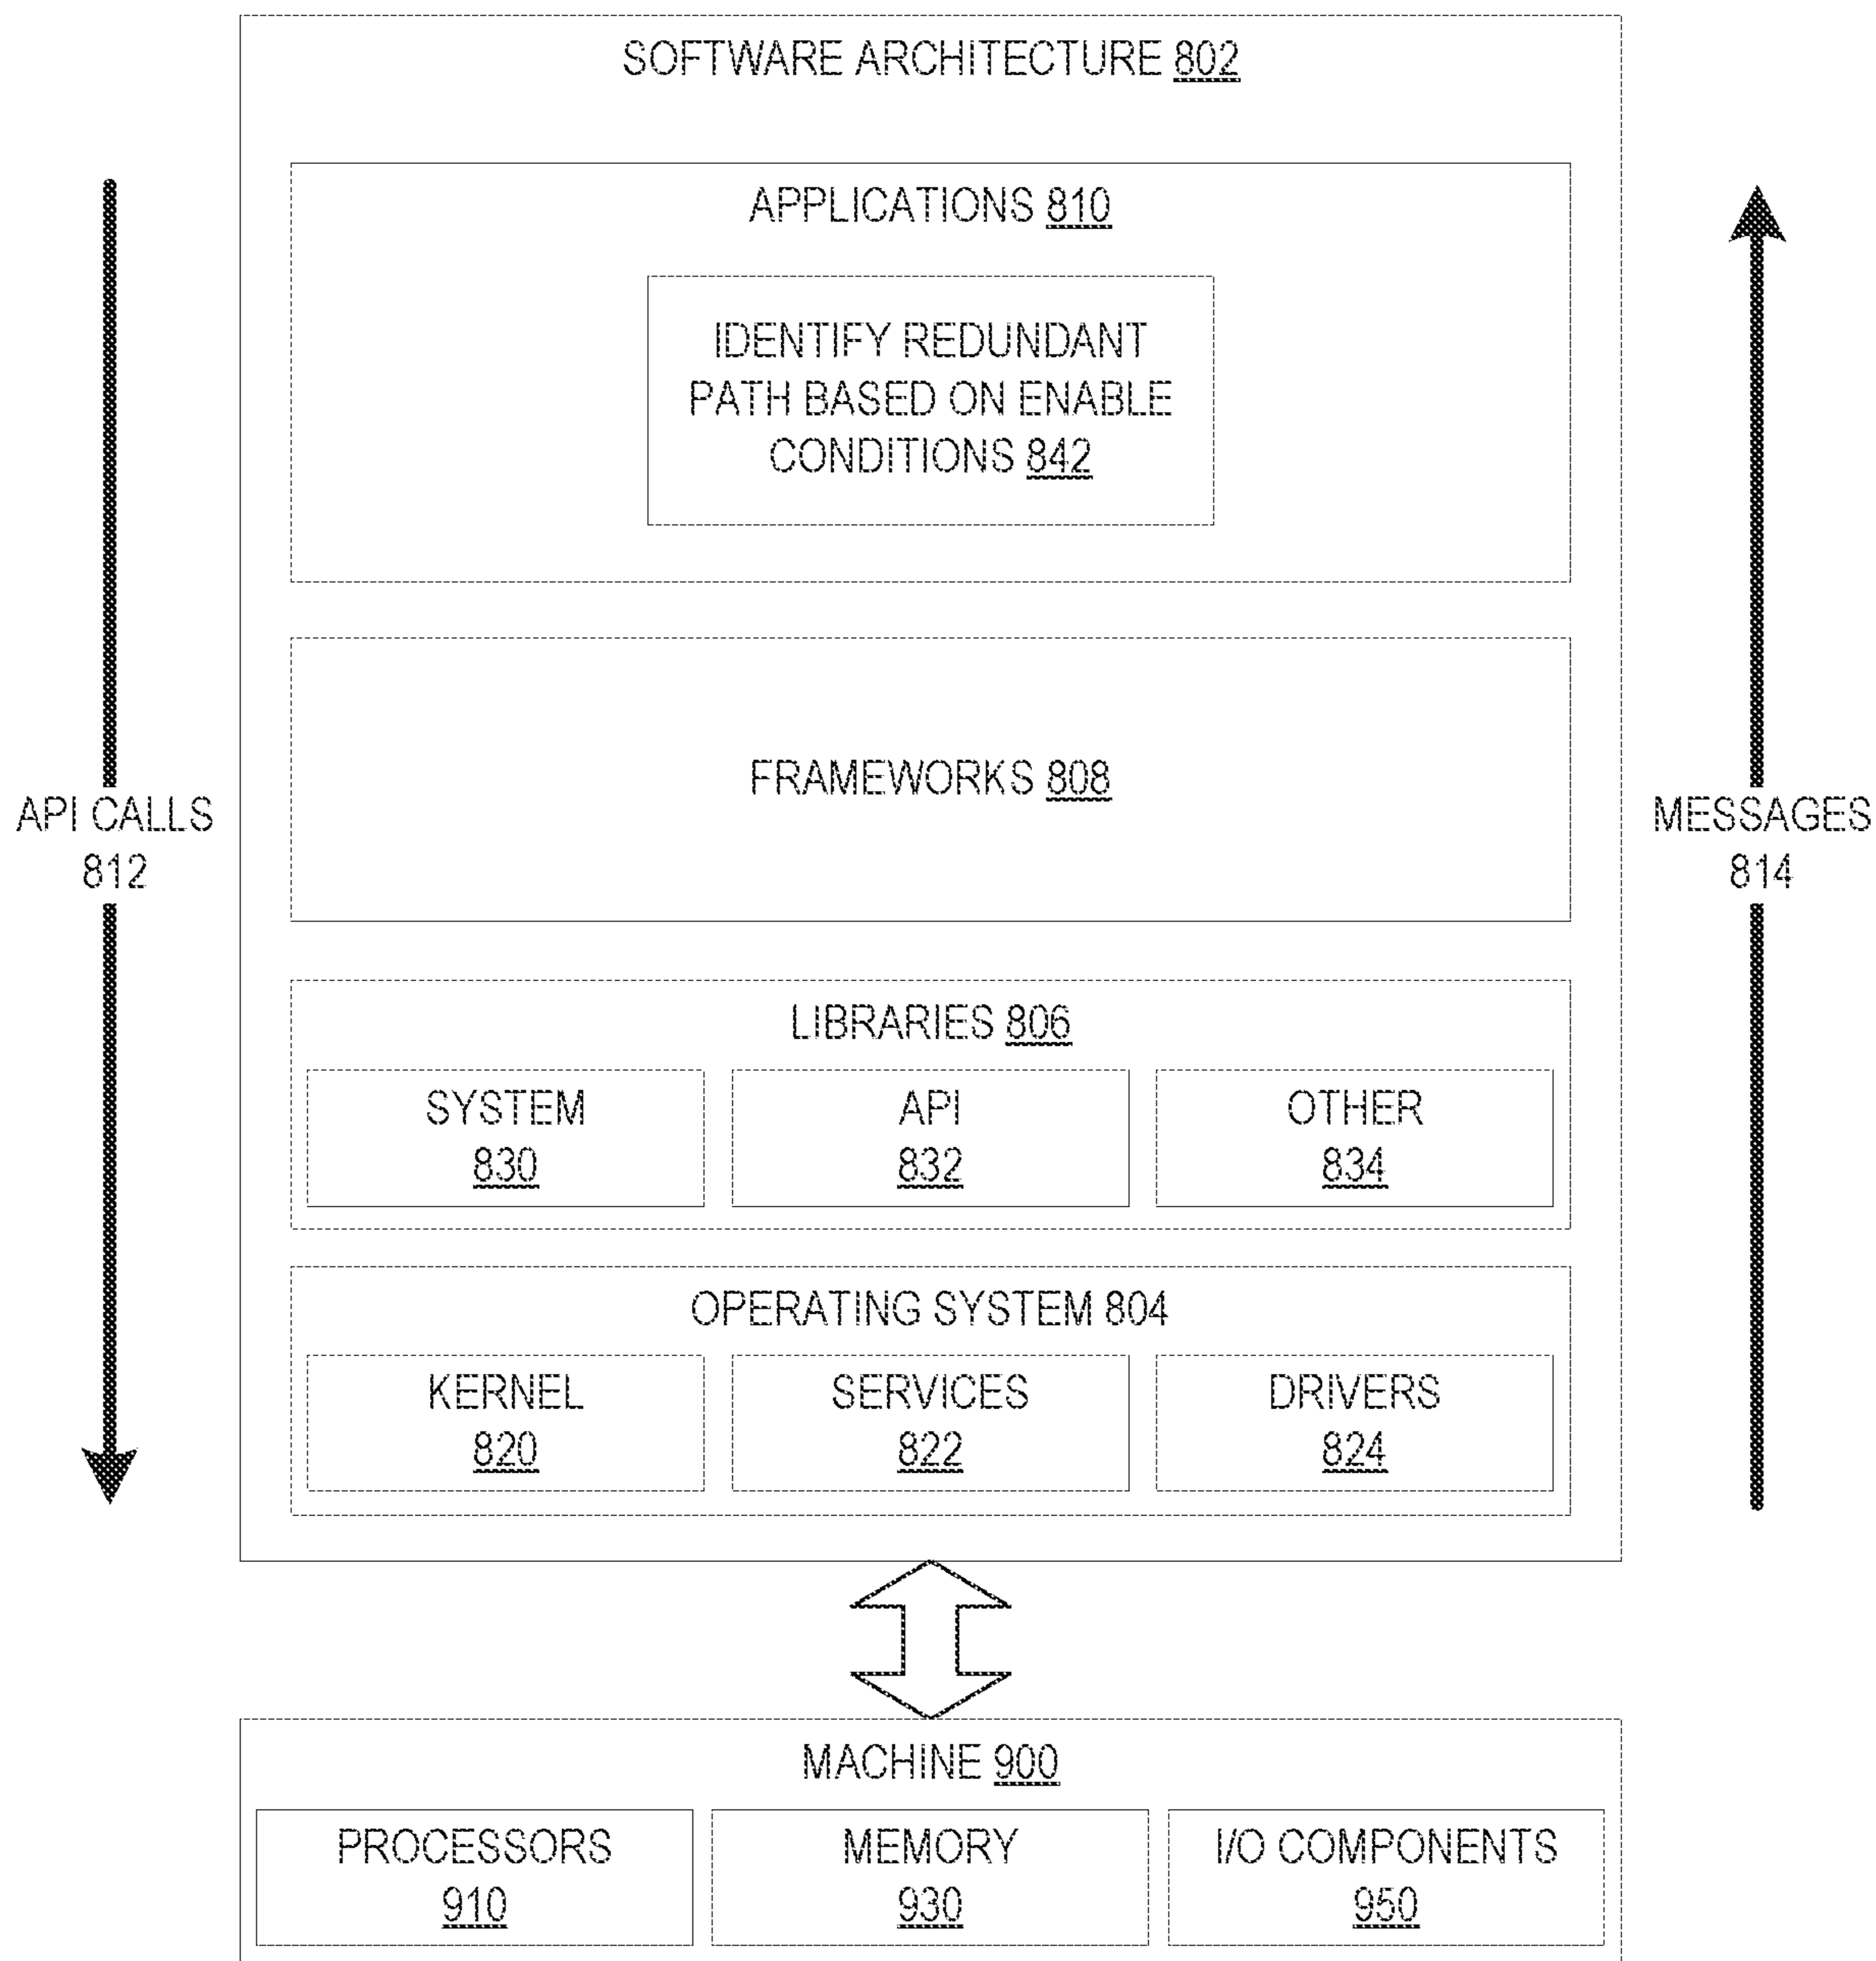 SOFTWARE ARCHITECTURE 802
APPLICATIONS 810
IDENTIFY REDUNDANT
PATH BASED ON ENABLE
CONDITIONS 842
FRAMEWORKS 808
API CALLS
812
MESSAGES
814
LIBRARIES 806
SYSTEM
830
API
832
OTHER
834
OPERATING SYSTEM 804
KERNEL
820
SERVICES
822
DRIVERS
824
MACHINE 900
PROCESSORS
910
MEMORY
930
I/O COMPONENTS
950